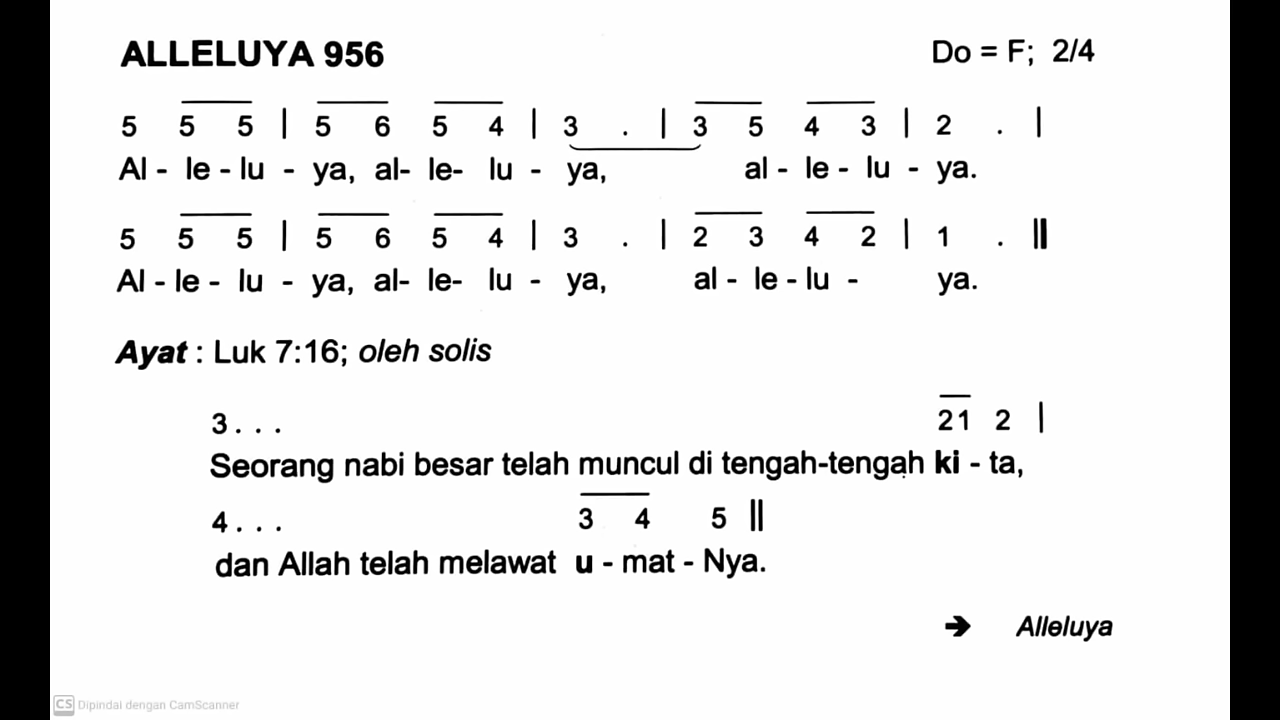 ALLELUYA 956 Do = F; 2/4
5 5 5 | 5 6 5 4 | 3 . | 3 5 4 3 | 2 . |
Al - le - lu - ya, al- le- lu - ya, al - le - lu - ya.
5 5 5 | 5 6 5 4 | 3 . | 2 3 4 2 | 1 . ||
Al - le - lu - ya, al- le- lu - ya, al - le - lu - ya.
Ayat : Luk 7:16; oleh solis
3 . . . 21 2 |
Seorang nabi besar telah muncul di tengah-tengah ki - ta,
4 . . . 3 4 5 ||
dan Allah telah melawat u - mat - Nya.
➔ Alleluya
CS Dipindai dengan CamScanner